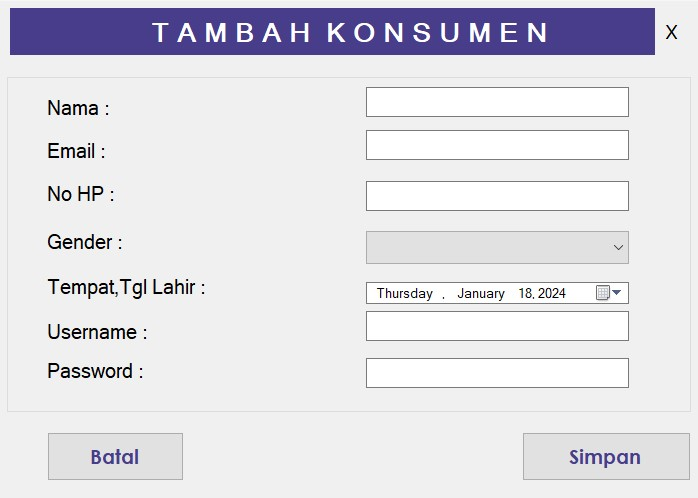 TAMBAH KONSUMEN X
Nama :
Email :
No HP :
Gender :
Tempat,Tgl Lahir : Thursday , January 18, 2024
Username :
Password :
Batal Simpan